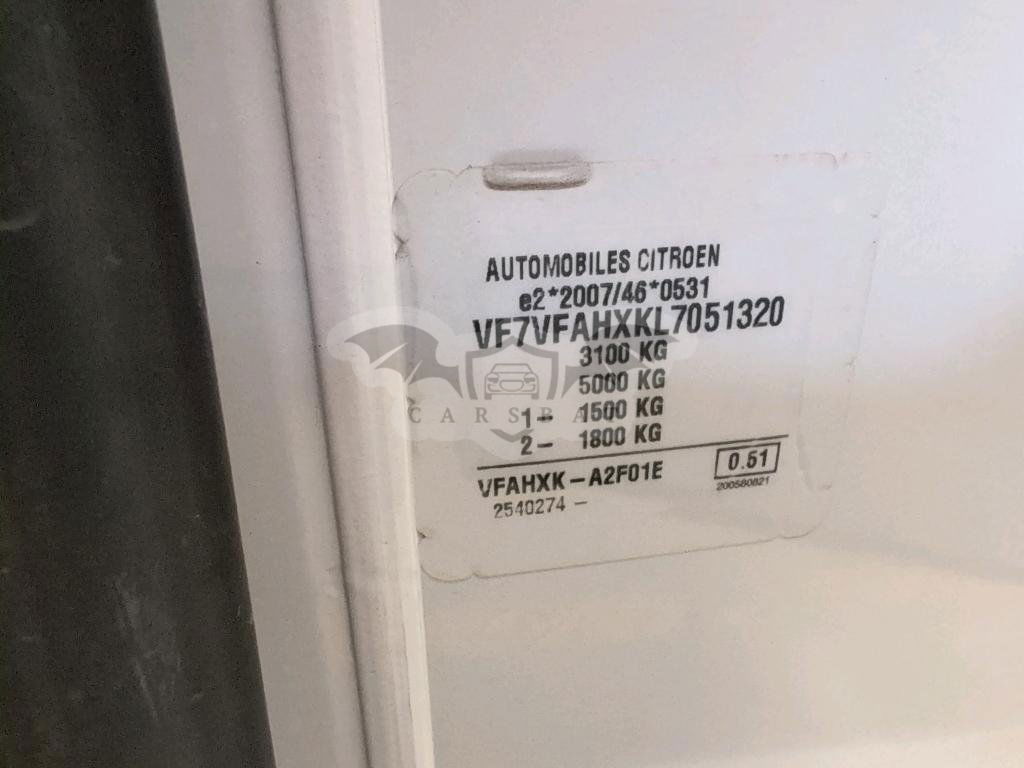 AUTOMOBILES CITROEN
e2*2007/46*0531
VF7VFAHXKL7051320
3100 KG
5000 KG
1- 1500 KG
2- 1800 KG
VFAHXK-A2F01E
0.51
2540274 -
200580821